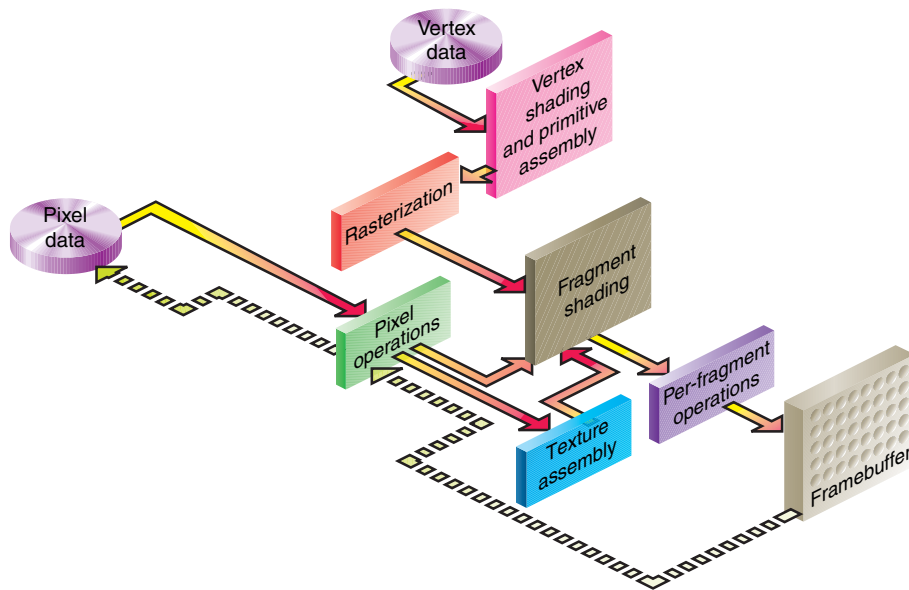 Vertex
data
Vertex
shading
and primitive
assembly
Rasterization
Pixel
data
Fragment
shading
Pixel
operations
Per-fragment
operations
Texture
assembly
Framebuffer